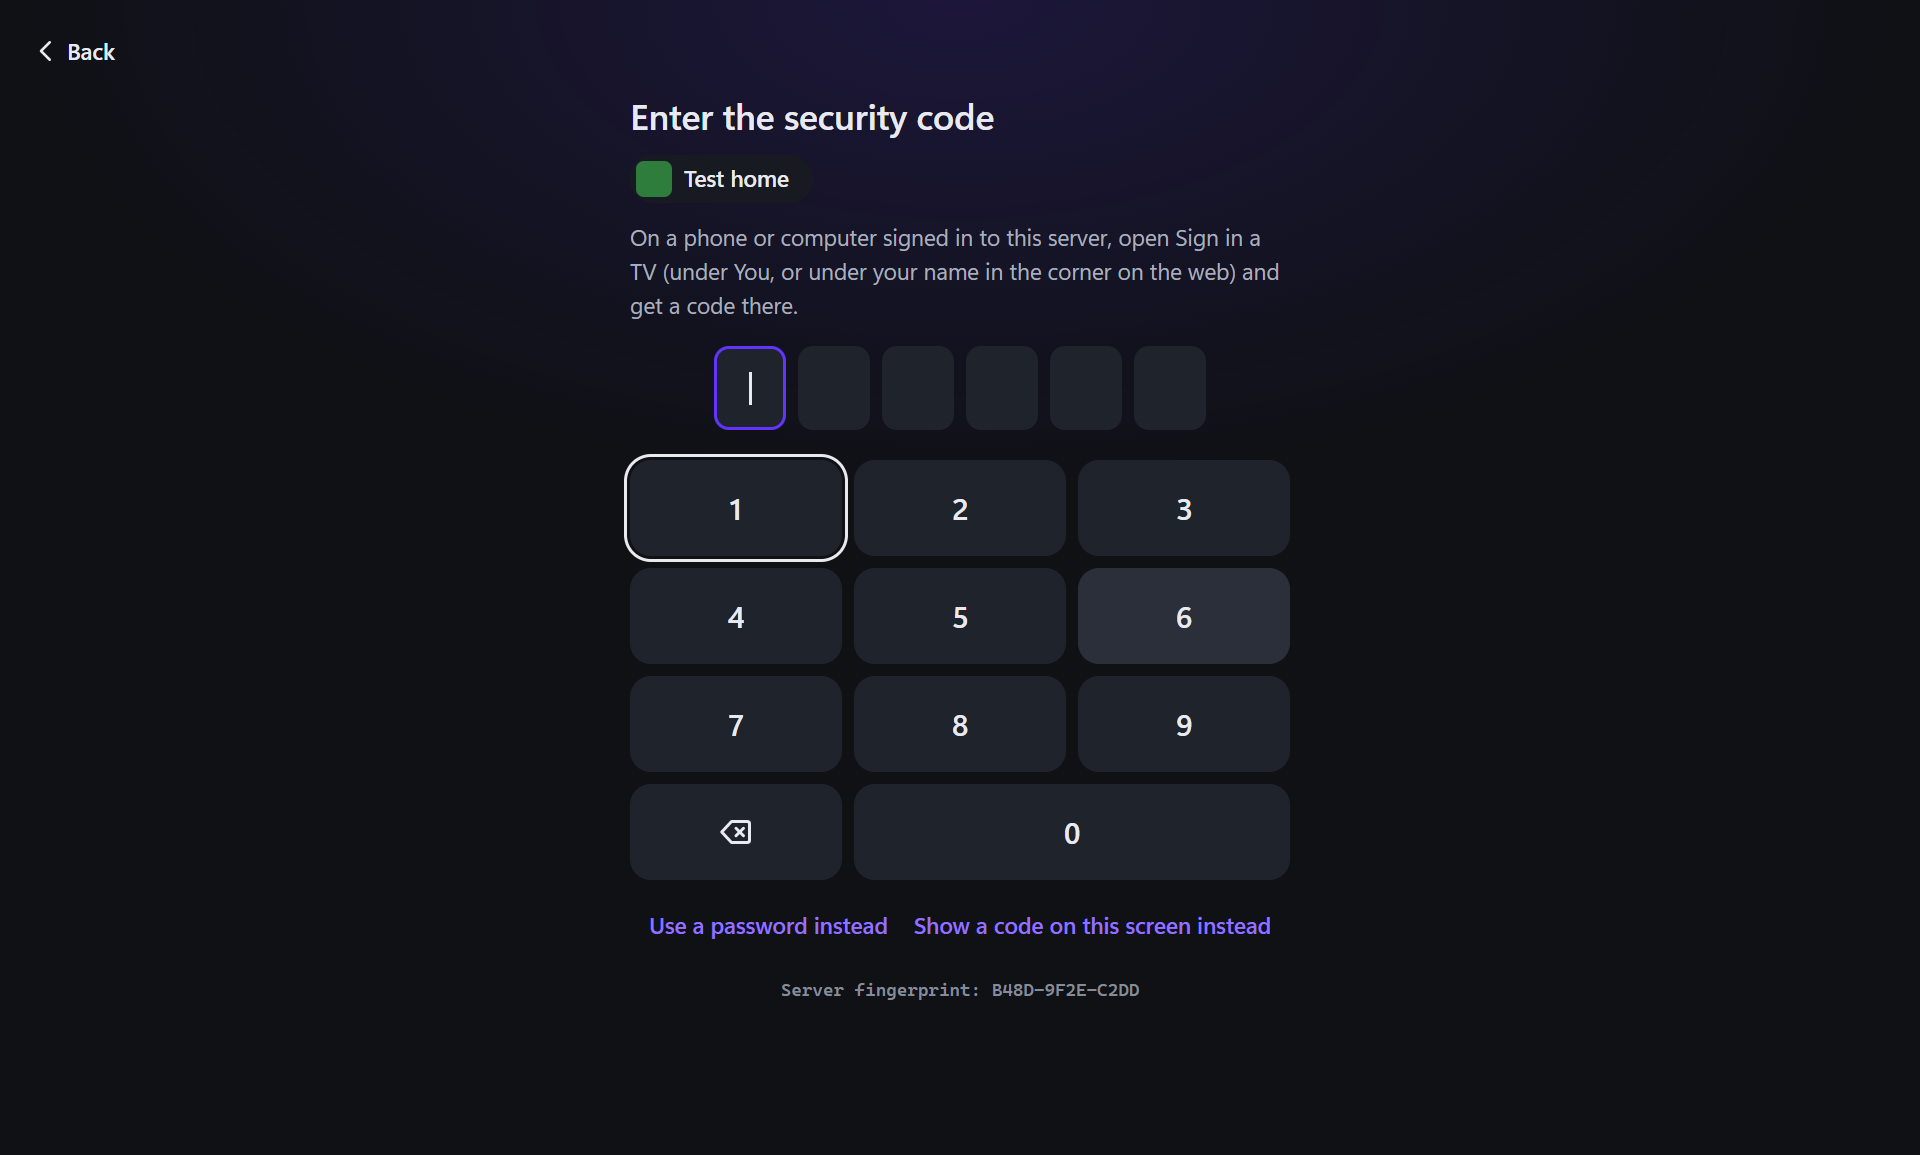 Back
Enter the security code
Test home
On a phone or computer signed in to this server, open Sign in a
TV (under You, or under your name in the corner on the web) and
get a code there.
1 2 3
4 5 6
7 8 9
0
Use a password instead Show a code on this screen instead
Server fingerprint: B48D-9F2E-C2DD